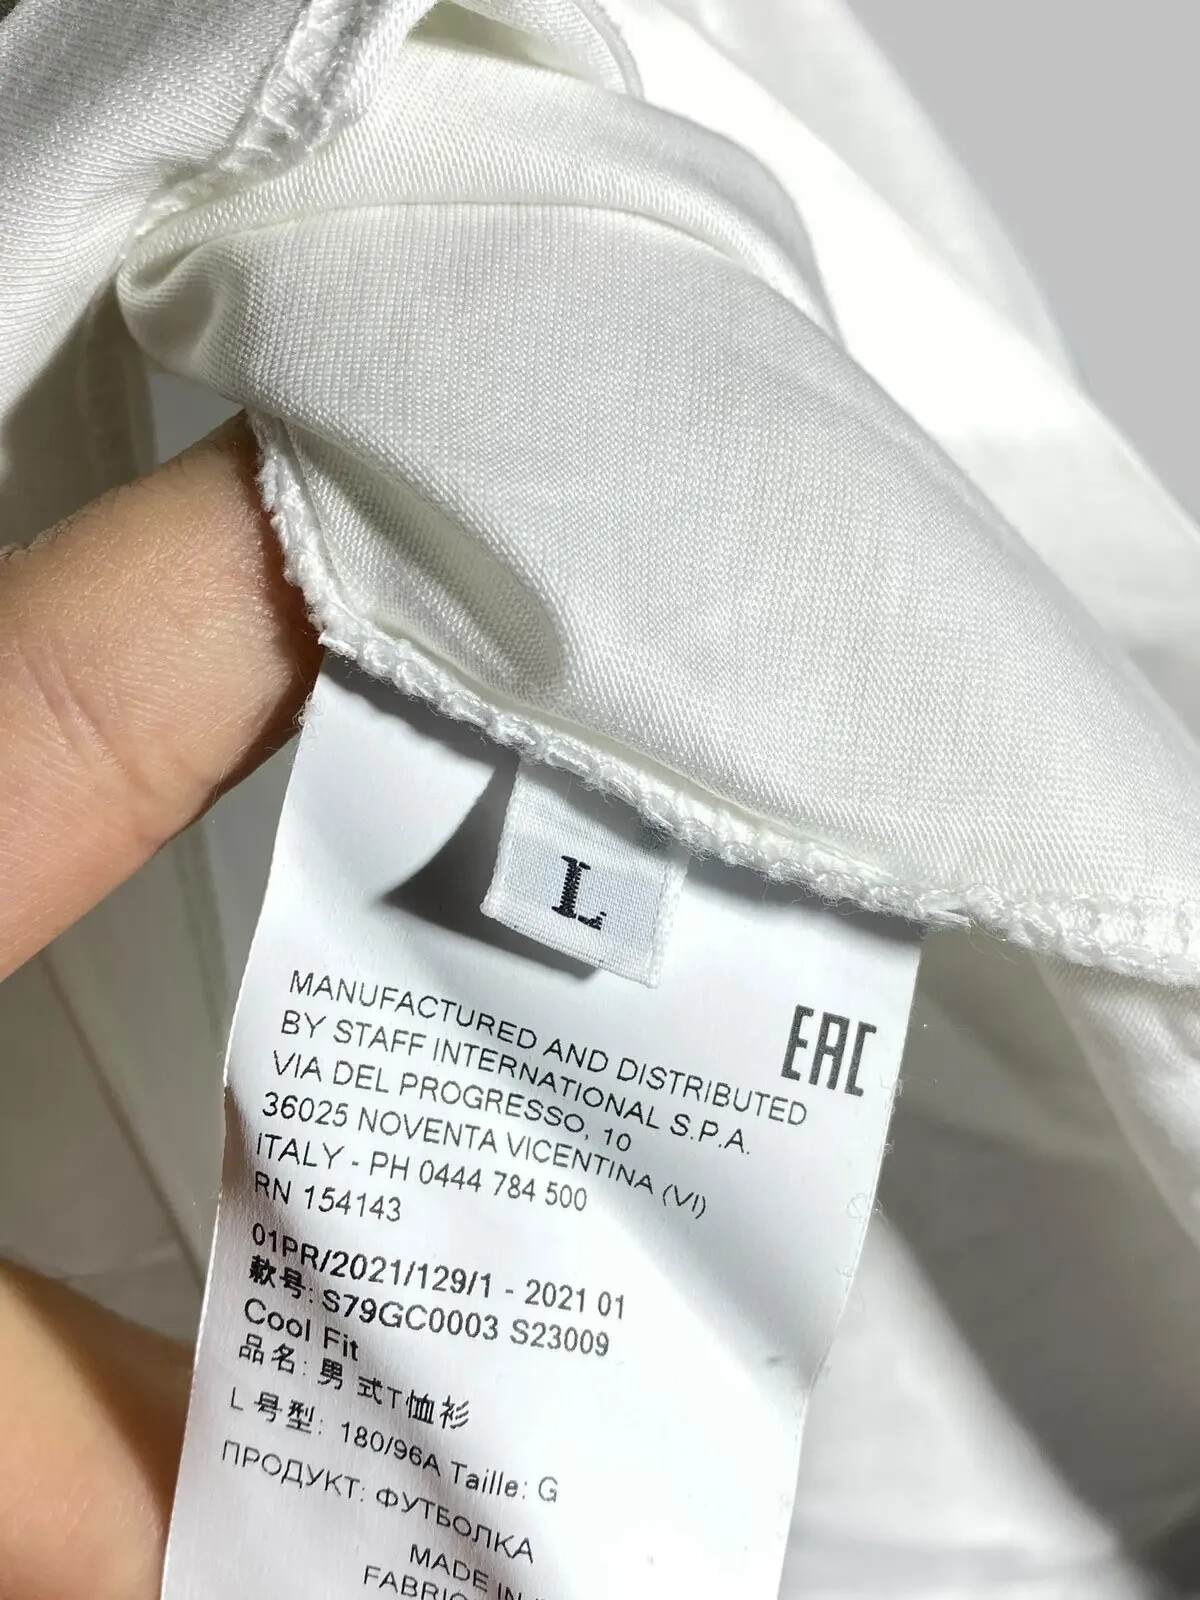 L
EAC
MANUFACTURED AND DISTRIBUTED
BY STAFF INTERNATIONAL S.P.A.
VIA DEL PROGRESSO, 10
36025 NOVENTA VICENTINA (VI)
ITALY - PH 0444 784 500
RN 154143
01PR/2021/129/1 - 2021 01
款号: S79GC0003 S23009
Cool Fit
品名: 男 式T恤衫
L 号型: 180/96A Taille: G
ПРОДУКТ: ФУТБОЛКА
MADE IN